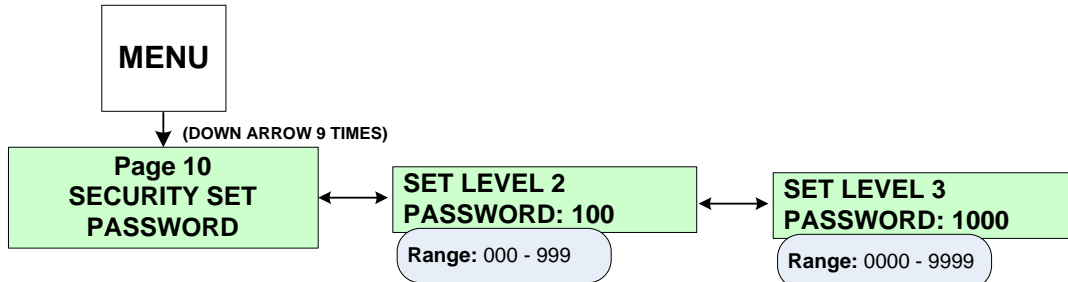 MENU
(DOWN ARROW 9 TIMES)
Page 10
SECURITY SET
PASSWORD
SET LEVEL 2
PASSWORD: 100
Range: 000 - 999
SET LEVEL 3
PASSWORD: 1000
Range: 0000 - 9999